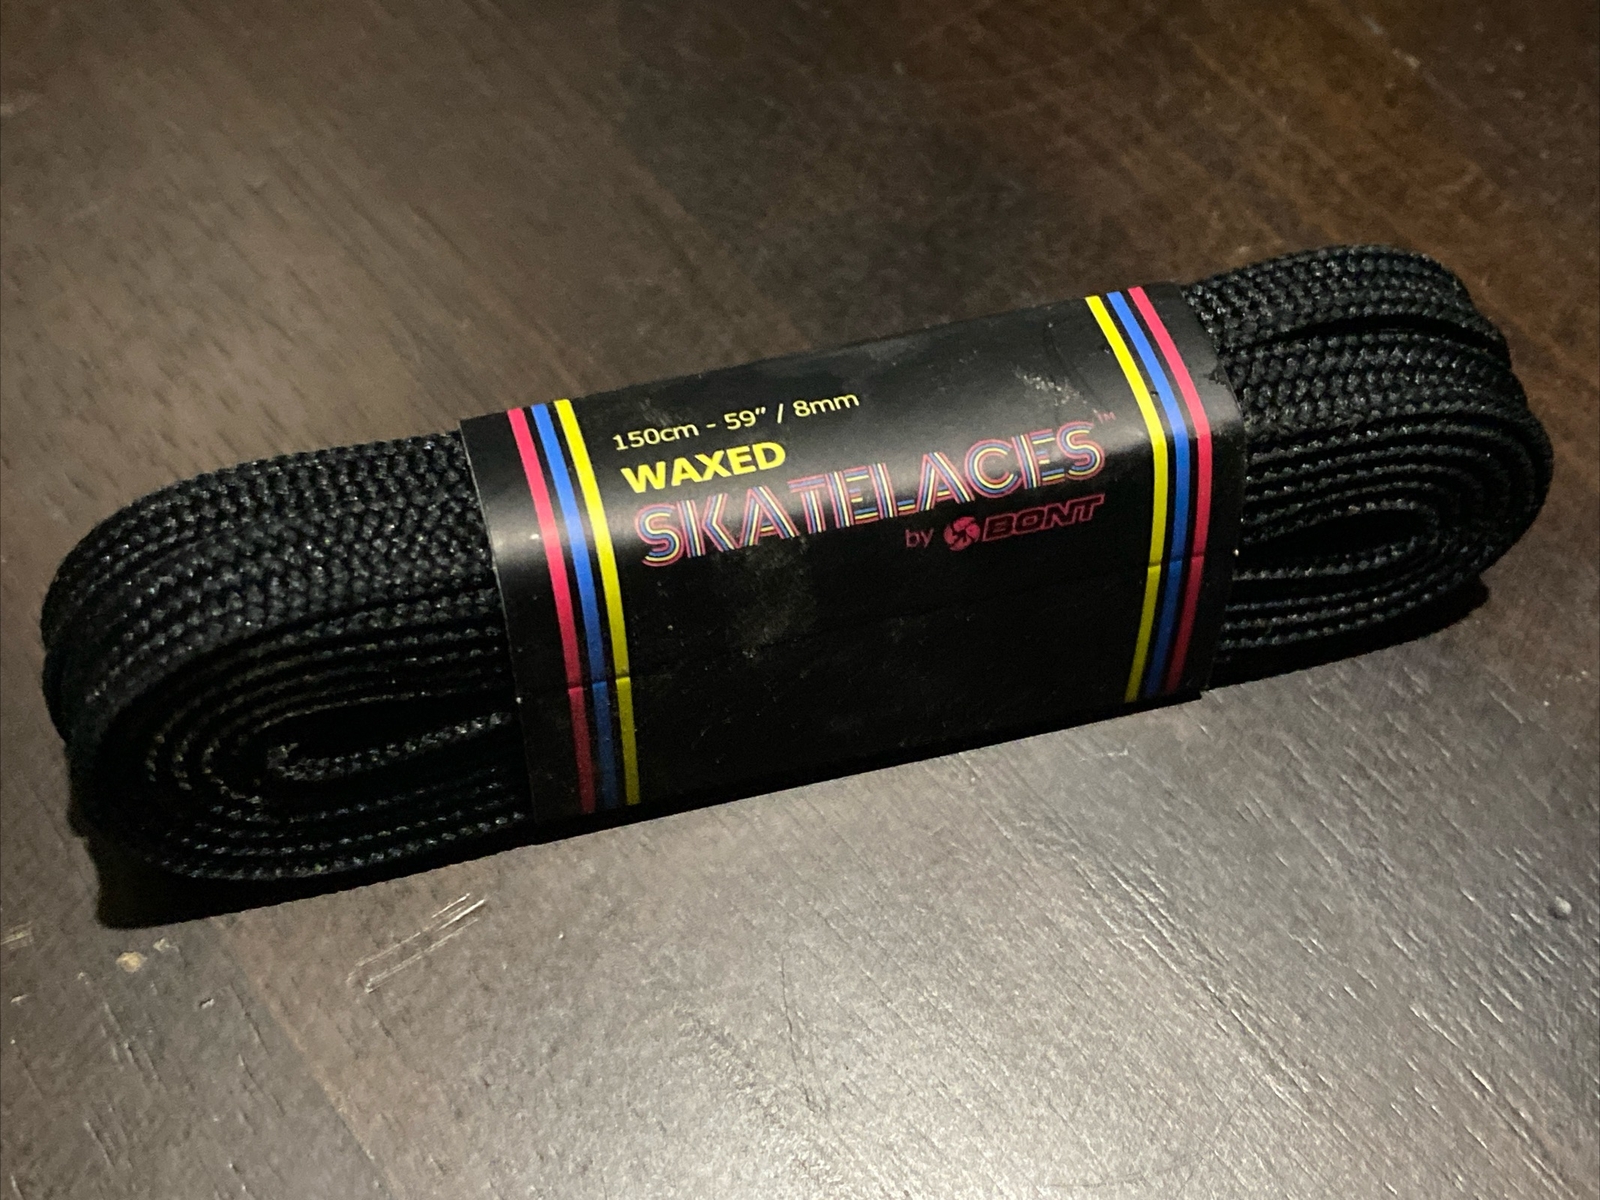 150cm - 59" / 8mm
WAXED
SKATELACES™
by BONT